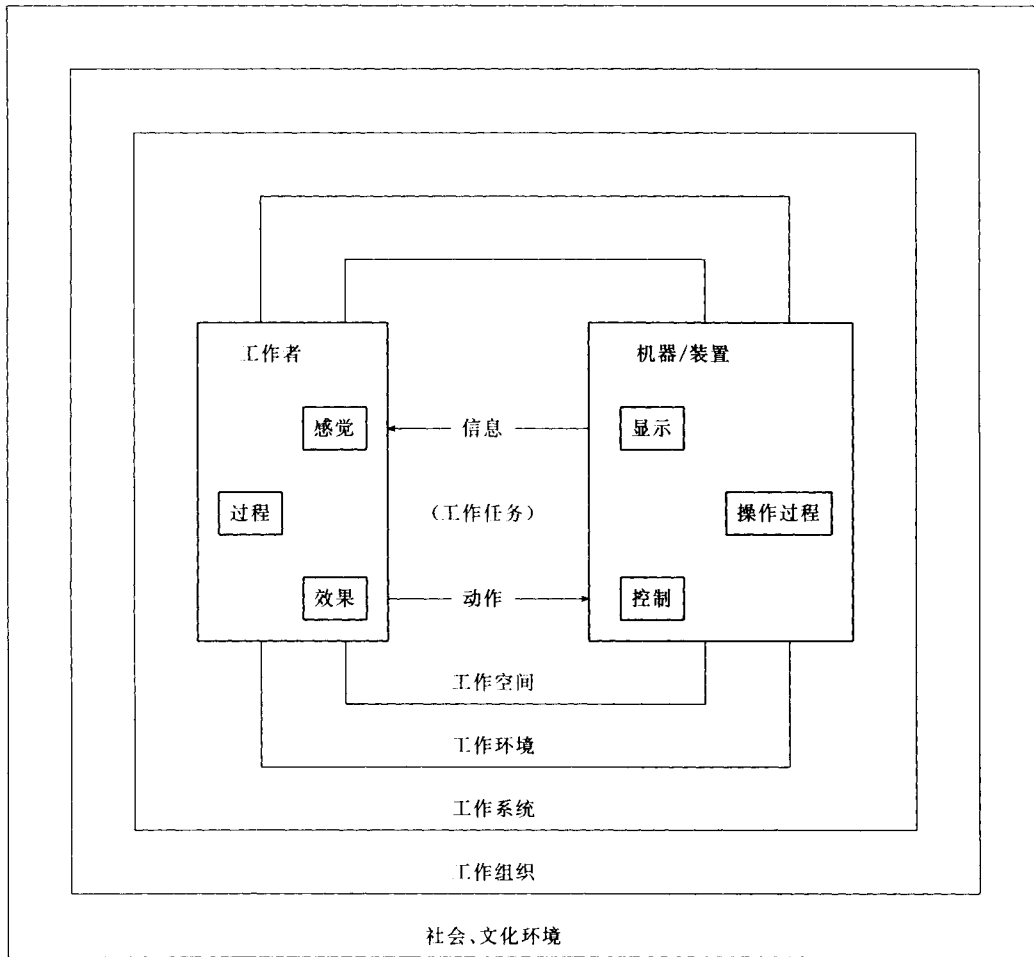 工作者
机器/装置
感觉
信息
显示
过程
(工作任务)
操作过程
效果
动作
控制
工作空间
工作环境
工作系统
工作组织
社会、文化环境